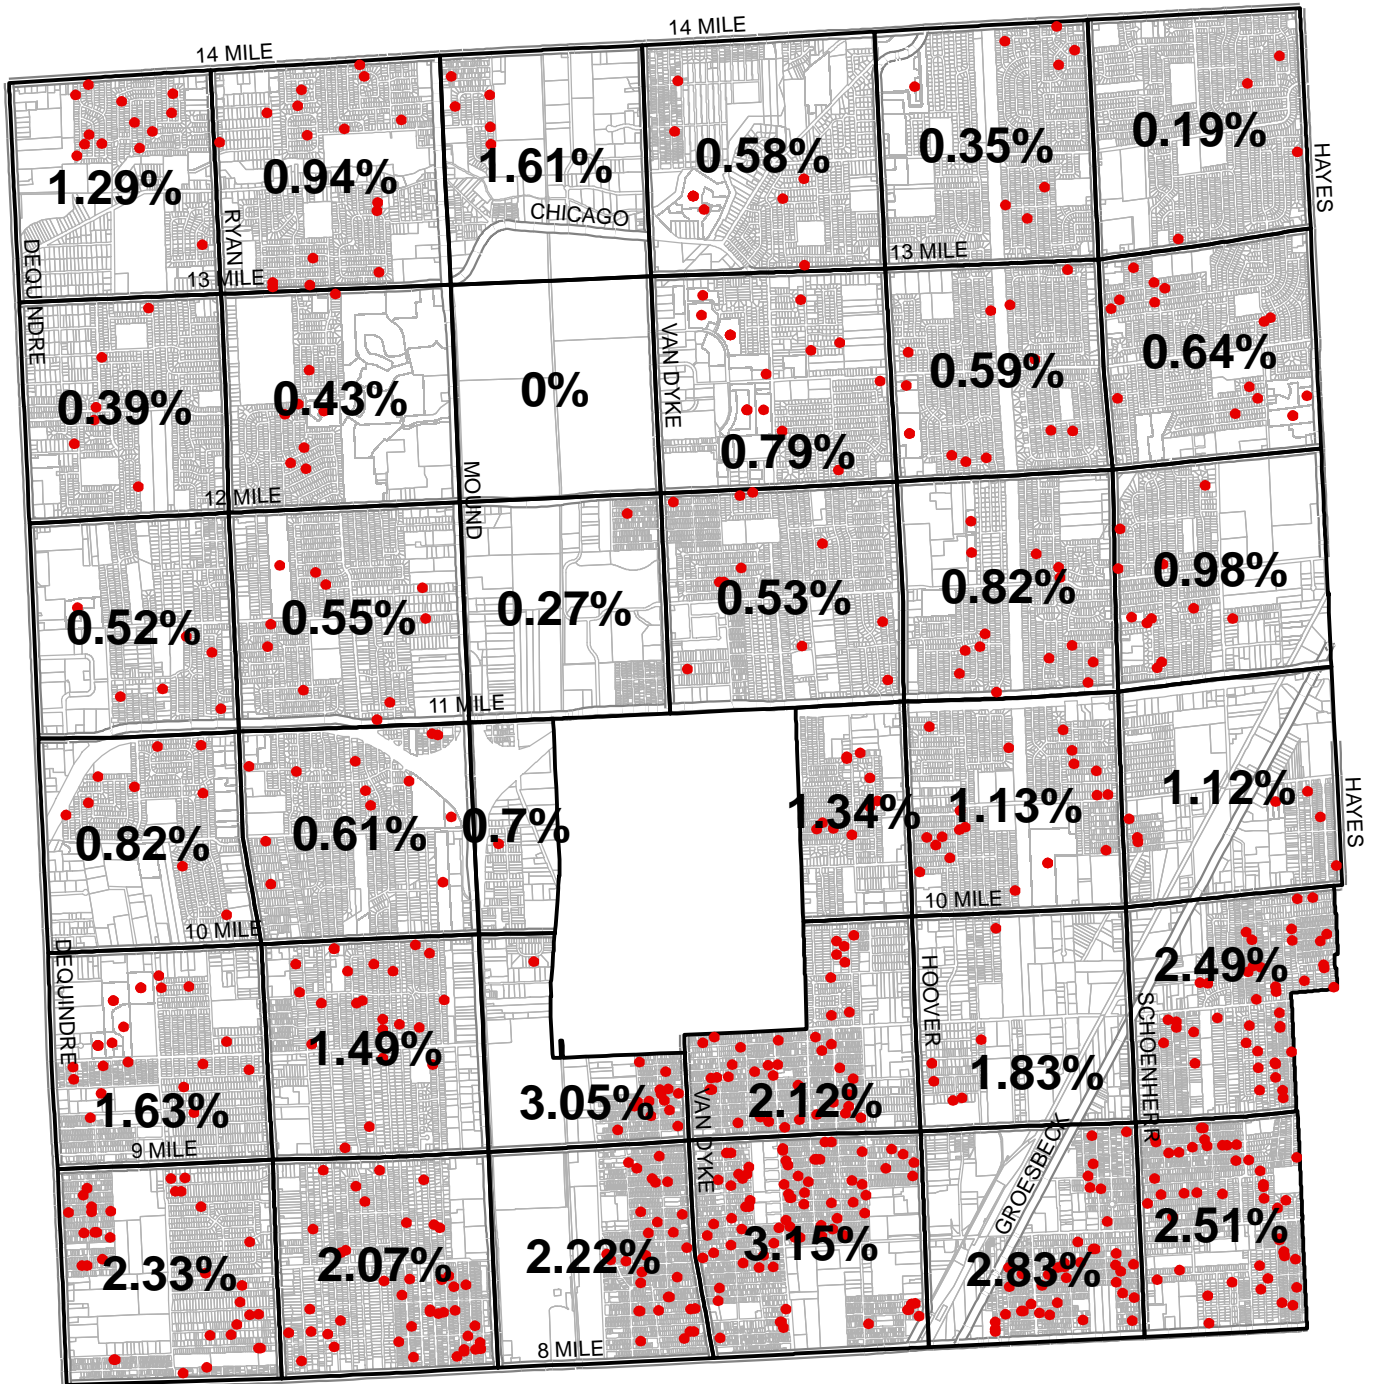 14 MILE
14 MILE
1.29%
0.94%
1.61%
0.58%
0.35%
0.19%
HAYES
RYAN
CHICAGO
DEQUINDRE
13 MILE
13 MILE
0.39%
0.43%
0%
VAN DYKE
0.79%
0.59%
0.64%
12 MILE
MOUND
0.52%
0.55%
0.27%
0.53%
0.82%
0.98%
11 MILE
0.82%
0.61%
0.7%
1.34%
1.13%
1.12%
HAYES
10 MILE
10 MILE
DEQUINDRE
HOOVER
SCHOENHERR
2.49%
1.63%
1.49%
3.05%
VAN DYKE
2.12%
1.83%
9 MILE
GROESBECK
2.33%
2.07%
2.22%
3.15%
2.83%
2.51%
8 MILE